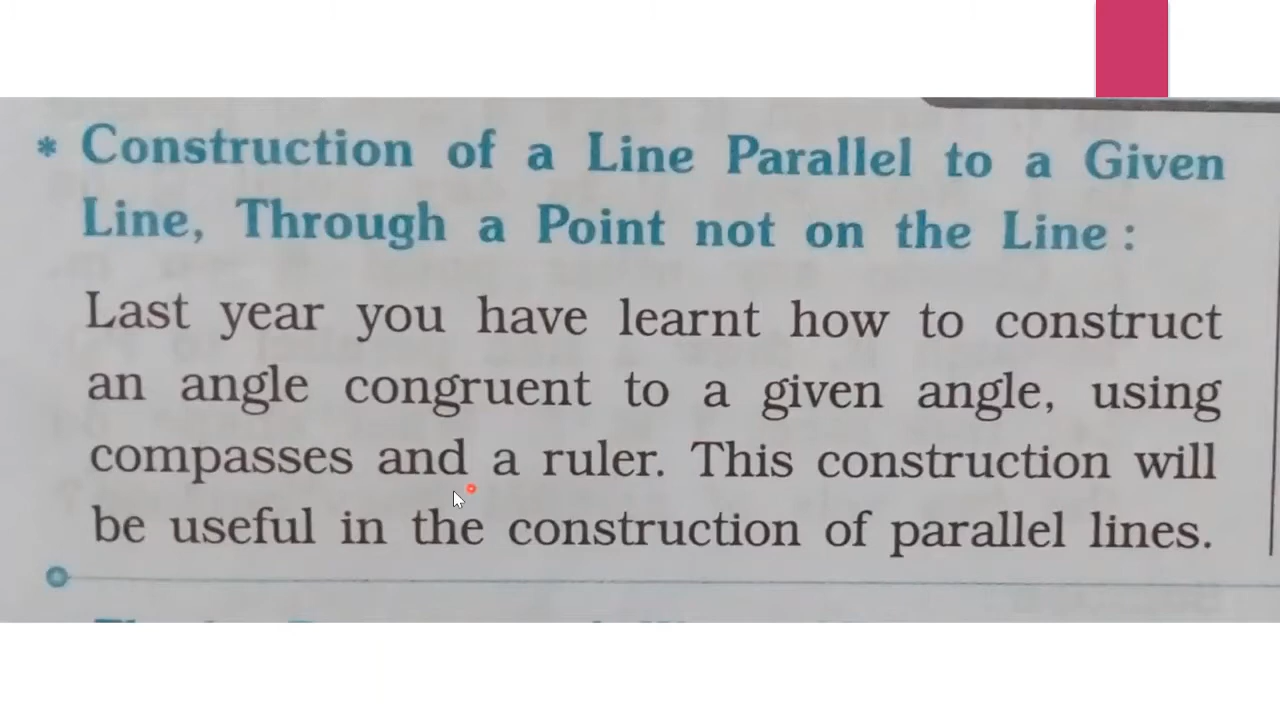 * Construction of a Line Parallel to a Given
Line, Through a Point not on the Line :
Last year you have learnt how to construct
an angle congruent to a given angle, using
compasses and a ruler. This construction will
be useful in the construction of parallel lines.